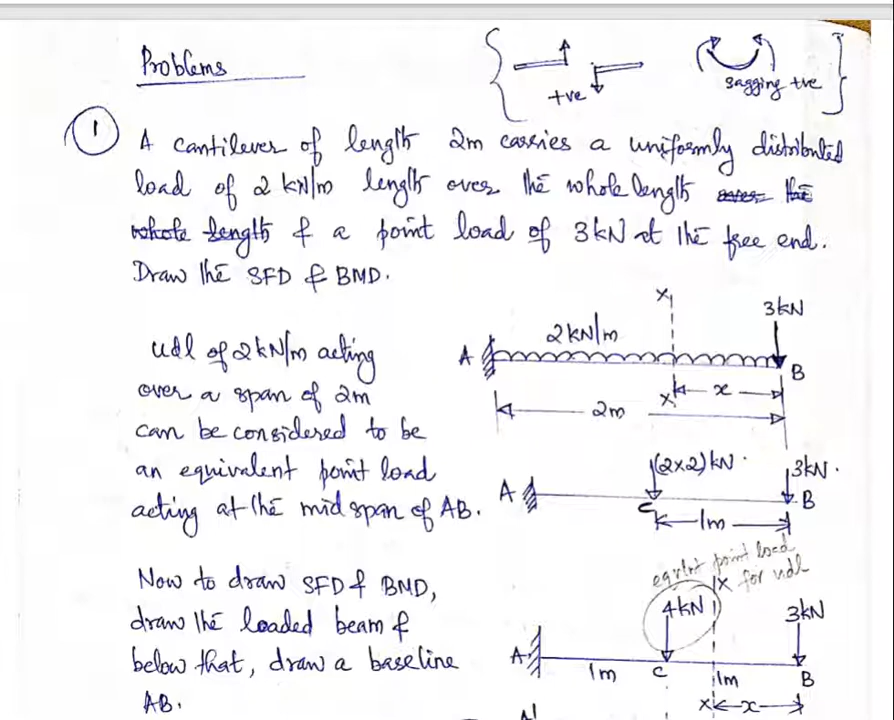 Problems
+ve
sagging +ve
1
A cantilever of length 2m carries a uniformly distributed
load of 2 kN/m length over the whole length over the
whole length & a point load of 3kN at the free end.
Draw the SFD & BMD.
x
3kN
2kN/m
A
B
x
x
2m
udl of 2kN/m acting
over a span of 2m
can be considered to be
an equivalent point load
acting at the mid span of AB.
(2x2)kN.
3kN.
A
C
B
1m
eqvlnt point load
for udl
x
Now to draw SFD & BMD,
draw the loaded beam &
below that, draw a baseline
AB.
4kN
3kN
A
1m
C
1m
B
x
x